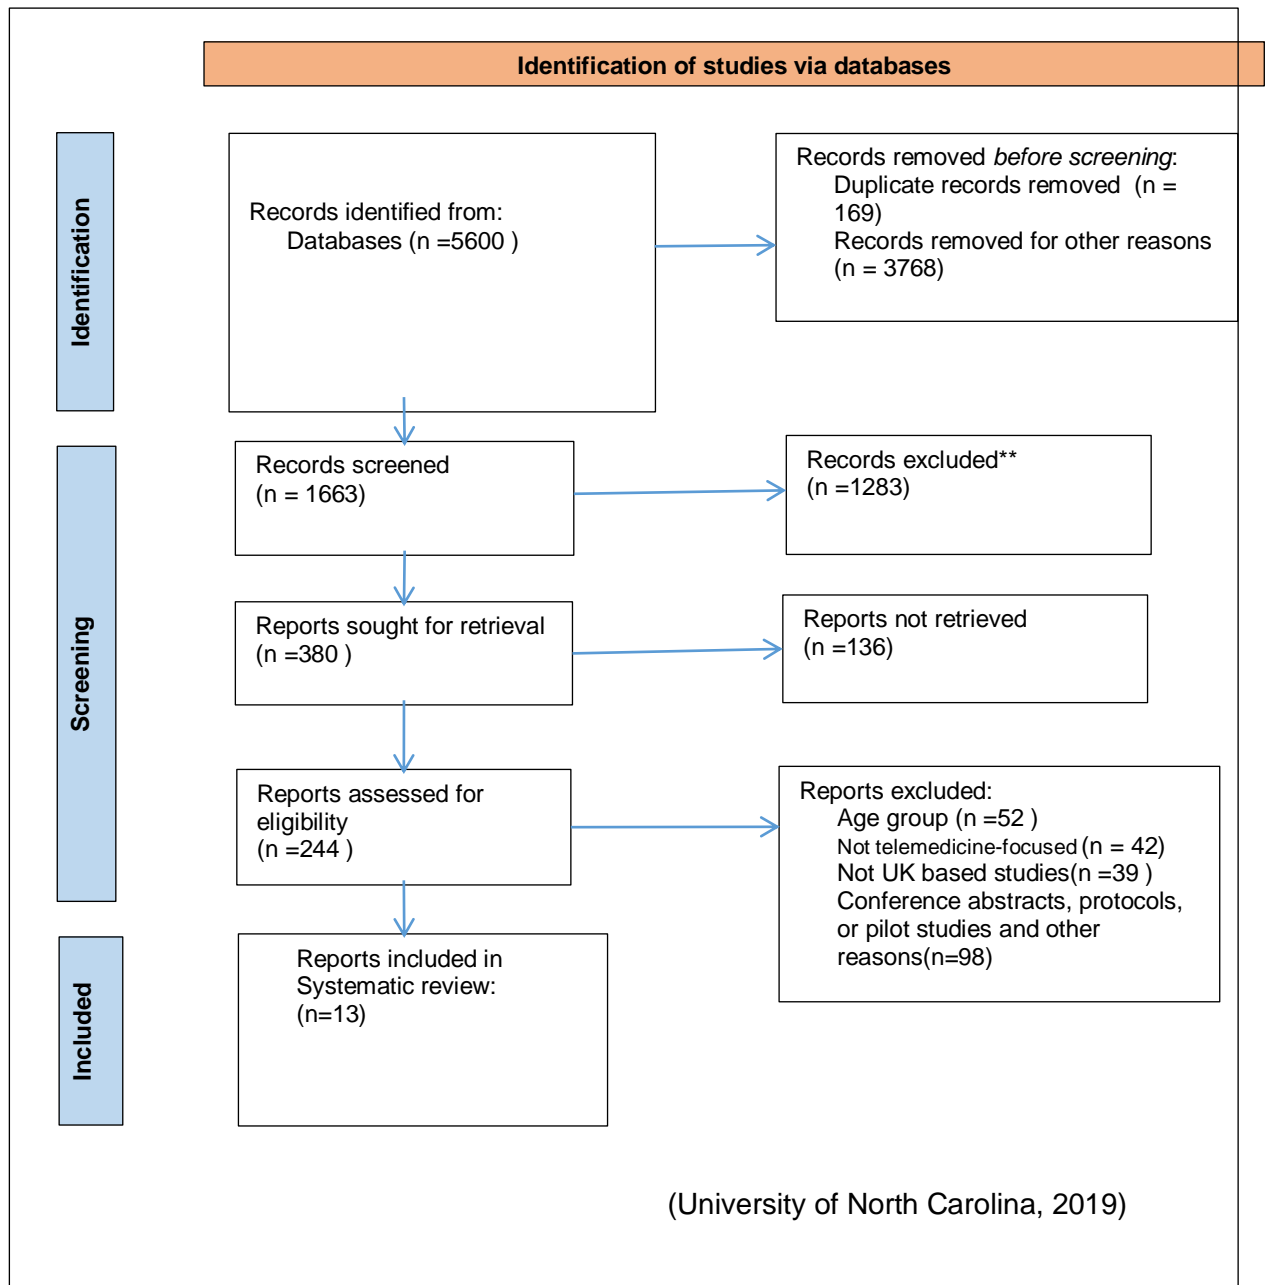 Identification of studies via databases
Identification
Records identified from:
Databases (n =5600 )
Records removed before screening:
Duplicate records removed  (n =
169)
Records removed for other reasons
(n = 3768)
Screening
Records screened
(n = 1663)
Records excluded**
(n =1283)
Reports sought for retrieval
(n =380 )
Reports not retrieved
(n =136)
Reports assessed for
eligibility
(n =244 )
Reports excluded:
Age group (n =52 )
Not telemedicine-focused (n = 42)
Not UK based studies(n =39 )
Conference abstracts, protocols,
or pilot studies and other
reasons(n=98)
Included
Reports included in
Systematic review:
(n=13)
(University of North Carolina, 2019)